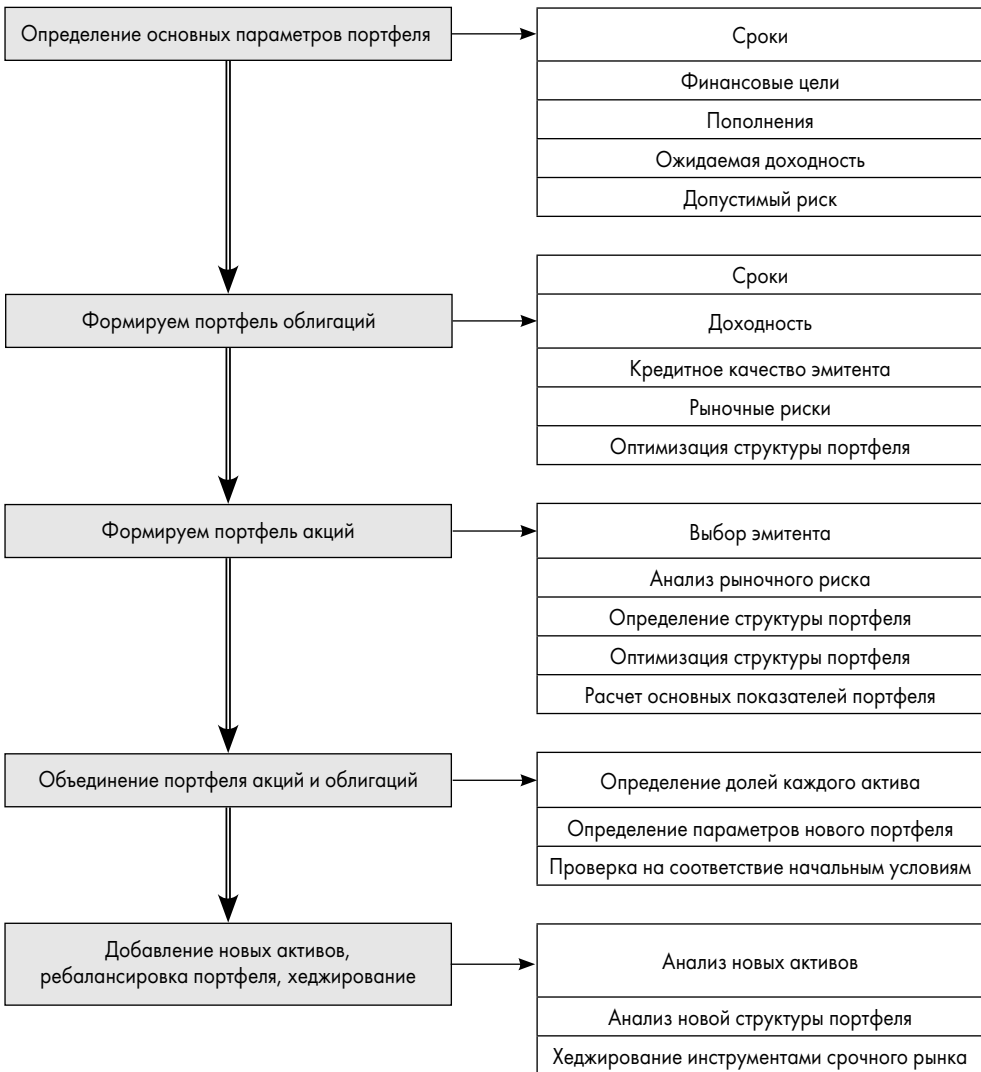 Определение основных параметров портфеля
Сроки
Финансовые цели
Пополнения
Ожидаемая доходность
Допустимый риск
Формируем портфель облигаций
Сроки
Доходность
Кредитное качество эмитента
Рыночные риски
Оптимизация структуры портфеля
Формируем портфель акций
Выбор эмитента
Анализ рыночного риска
Определение структуры портфеля
Оптимизация структуры портфеля
Расчет основных показателей портфеля
Объединение портфеля акций и облигаций
Определение долей каждого актива
Определение параметров нового портфеля
Проверка на соответствие начальным условиям
Добавление новых активов,
ребалансировка портфеля, хеджирование
Анализ новых активов
Анализ новой структуры портфеля
Хеджирование инструментами срочного рынка